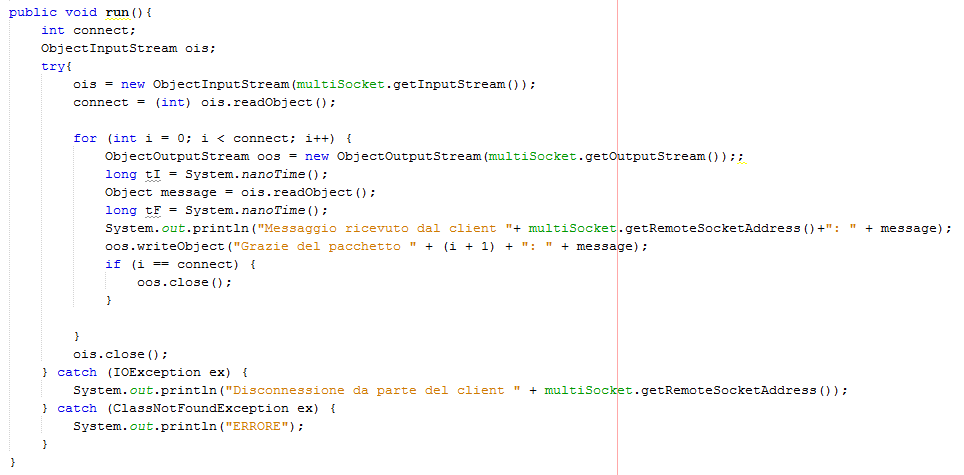 public void run(){
int connect;
ObjectInputStream ois;
try{
ois = new ObjectInputStream(multiSocket.getInputStream());
connect = (int) ois.readObject();
for (int i = 0; i < connect; i++) {
ObjectOutputStream oos = new ObjectOutputStream(multiSocket.getOutputStream());;
long tI = System.nanoTime();
Object message = ois.readObject();
long tF = System.nanoTime();
System.out.println("Messaggio ricevuto dal client "+ multiSocket.getRemoteSocketAddress()+": " + message);
oos.writeObject("Grazie del pacchetto " + (i + 1) + ": " + message);
if (i == connect) {
oos.close();
}
}
ois.close();
} catch (IOException ex) {
System.out.println("Disconnessione da parte del client " + multiSocket.getRemoteSocketAddress());
} catch (ClassNotFoundException ex) {
System.out.println("ERRORE");
}
}